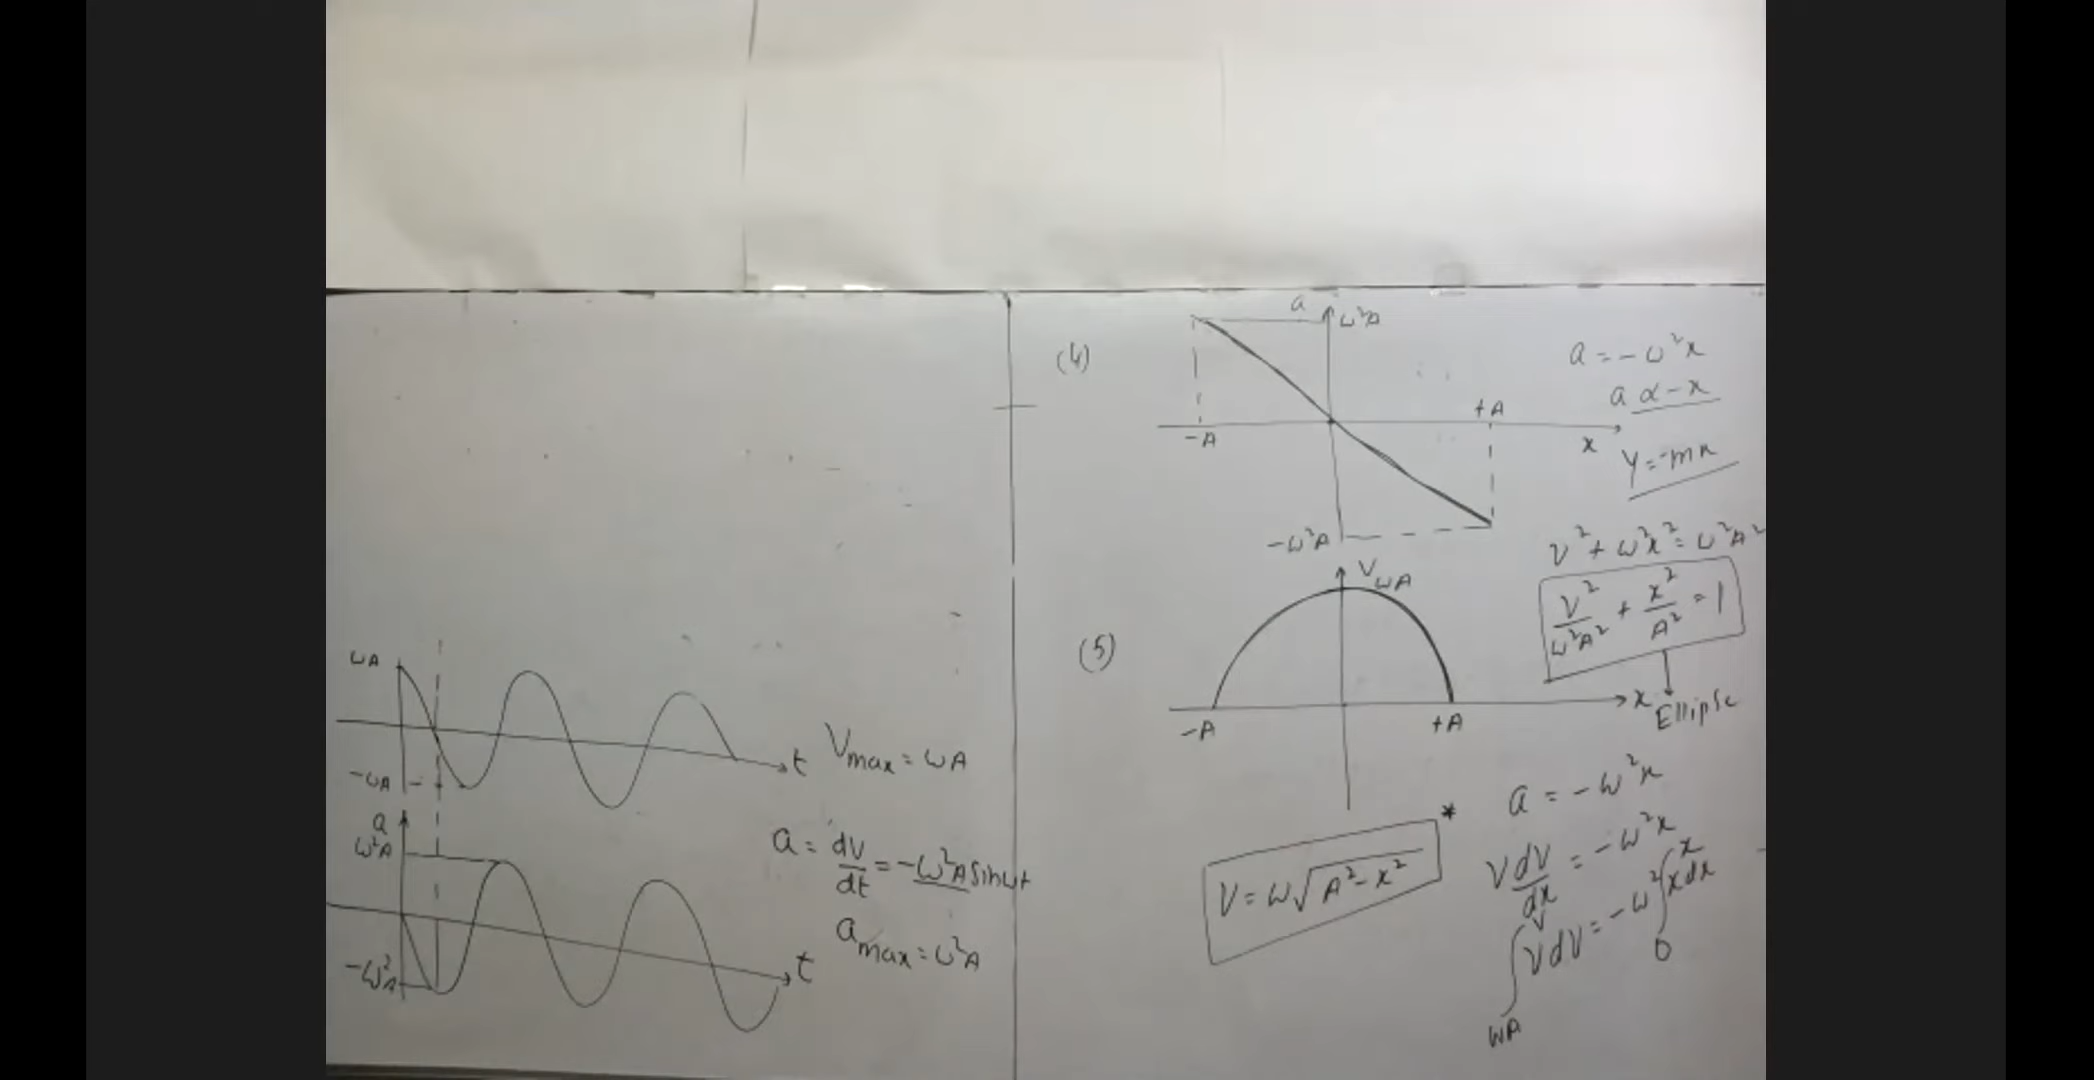 ωA
-ωA
t
Vmax = ωA
a
ω²A
-ω²A
t
a = dv/dt = -ω²A sinωt
amax = ω²A
(4)
a
ω²A
-A
+A
x
-ω²A
a = -ω²x
a α -x
y = -mx
(5)
V
ωA
-A
+A
x
v² + ω²x² = ω²A²
V²/ω²A² + x²/A² = 1
Ellipse
V = ω√(A² - x²) *
a = -ω²x
V dV/dx = -ω²x
∫_{ωA}^{V} V dV = -ω² ∫_{0}^{x} x dx